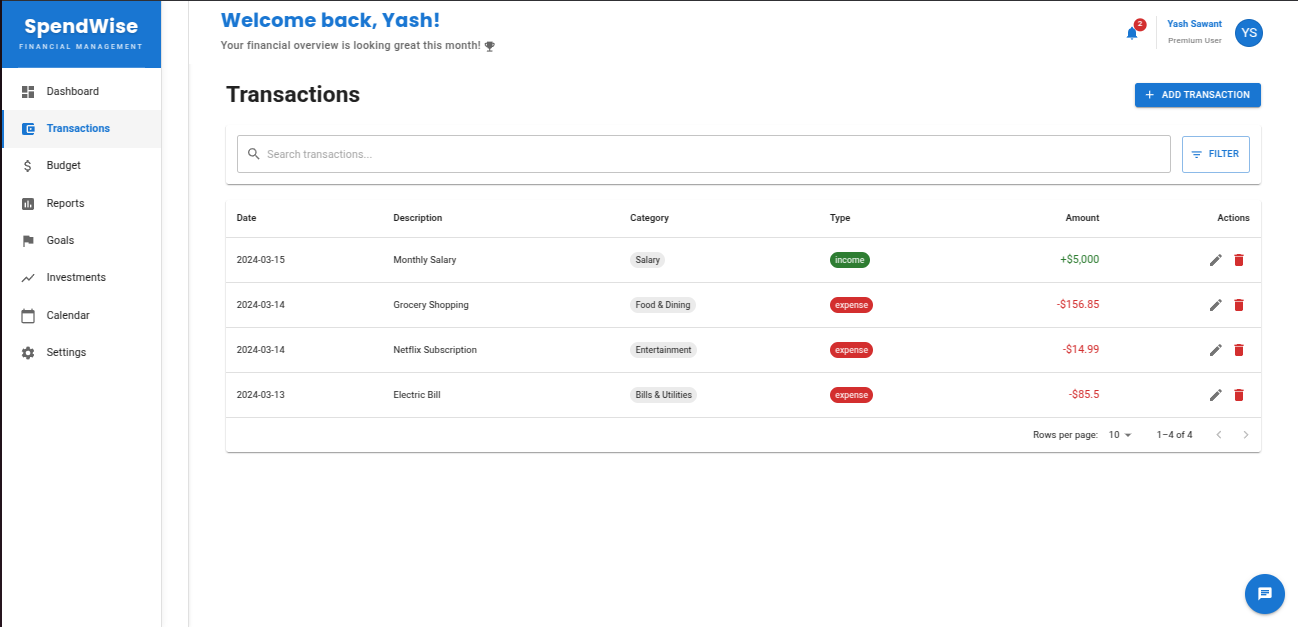 SpendWise
FINANCIAL MANAGEMENT
Dashboard
Transactions
Budget
Reports
Goals
Investments
Calendar
Settings
Welcome back, Yash!
Your financial overview is looking great this month! 🏆
2
Yash Sawant
Premium User
YS
Transactions
+ ADD TRANSACTION
Search transactions...
FILTER
Date Description Category Type Amount Actions
2024-03-15 Monthly Salary Salary income +$5,000
2024-03-14 Grocery Shopping Food & Dining expense -$156.85
2024-03-14 Netflix Subscription Entertainment expense -$14.99
2024-03-13 Electric Bill Bills & Utilities expense -$85.5
Rows per page: 10 1–4 of 4